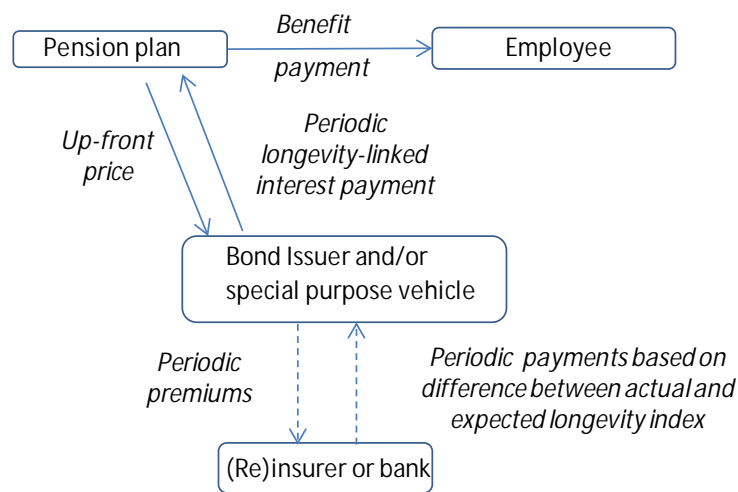 Pension plan
Benefit
payment
Employee
Up-front
price
Periodic
longevity-linked
interest payment
Bond Issuer and/or
special purpose vehicle
Periodic
premiums
Periodic payments based on
difference between actual and
expected longevity index
(Re)insurer or bank